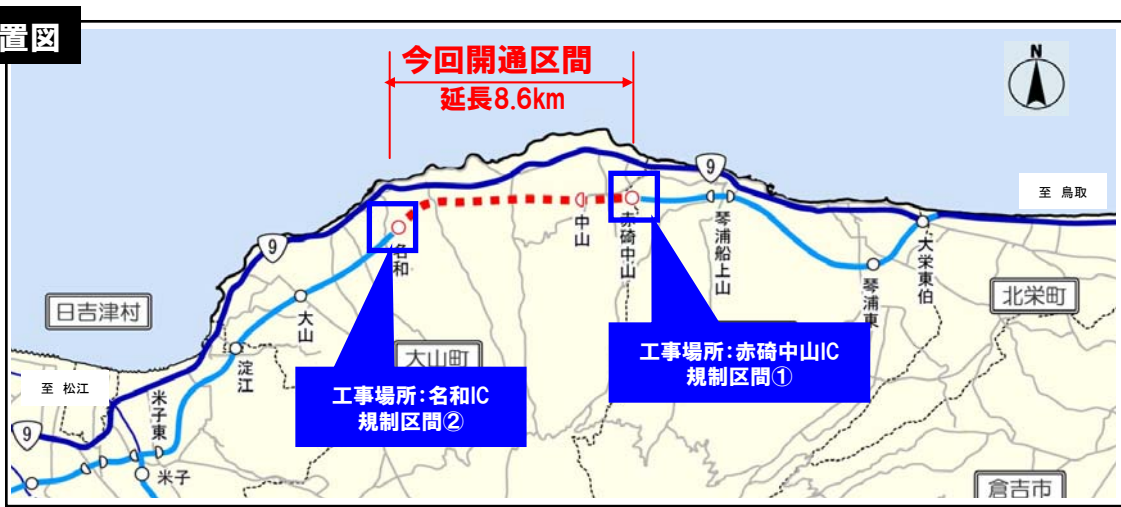 置図
今回開通区間
延長8.6km
N
9
至 鳥取
中山
赤碕中山
琴浦船上山
大栄東伯
琴浦東
北栄町
9
名和
日吉津村
大山
大山町
工事場所:赤碕中山IC
規制区間①
淀江
至 松江
工事場所:名和IC
規制区間②
米子東
9
米子
倉吉市